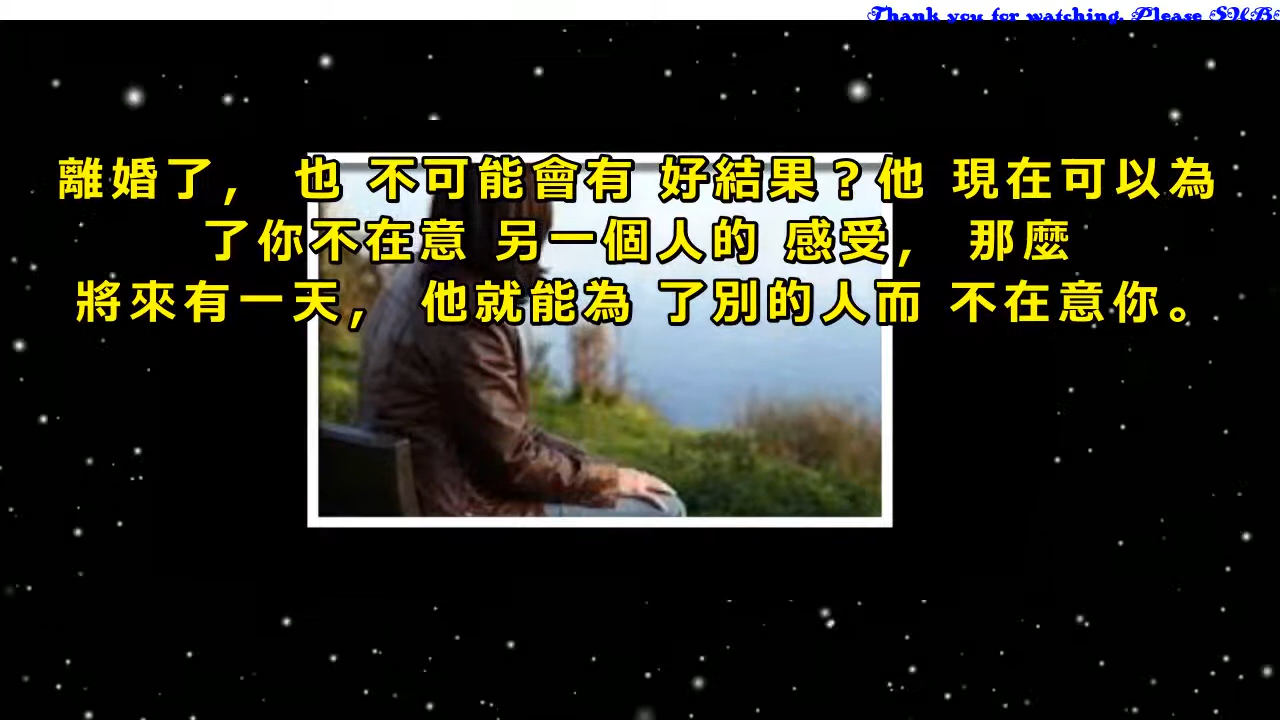 Thank you for watching. Please SUB
離婚了， 也 不可能會有 好結果？他 現在可以為
了你不在意 另一個人的 感受， 那麼
將來有一天， 他就能為 了別的人而 不在意你。